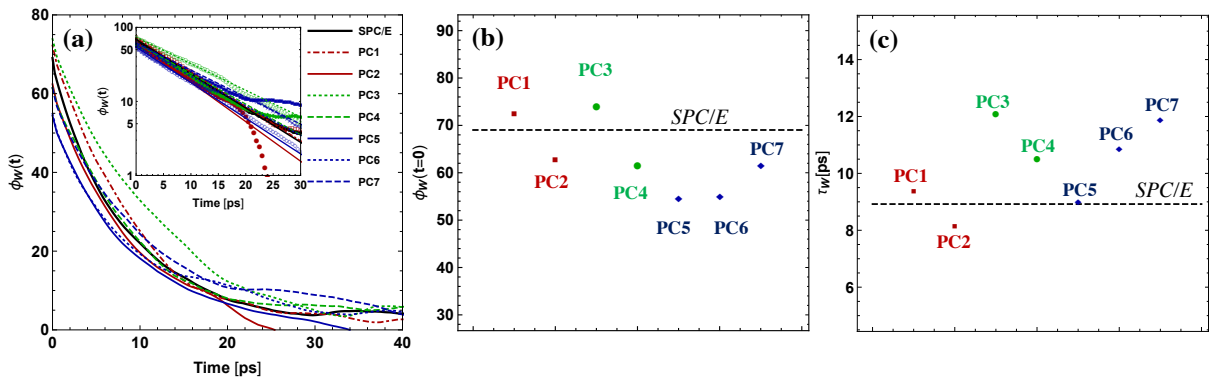 (a)
ϕW(t)
80
60
40
20
0
0
10
20
30
40
Time [ps]
100
50
10
5
1
ϕW(t)
0
5
10
15
20
25
30
Time [ps]
SPC/E
PC1
PC2
PC3
PC4
PC5
PC6
PC7
(b)
ϕW(t=0)
90
80
70
60
50
40
30
PC1
PC2
PC3
PC4
PC5
PC6
PC7
SPC/E
(c)
τW[ps]
14
12
10
8
6
PC1
PC2
PC3
PC4
PC5
PC6
PC7
SPC/E